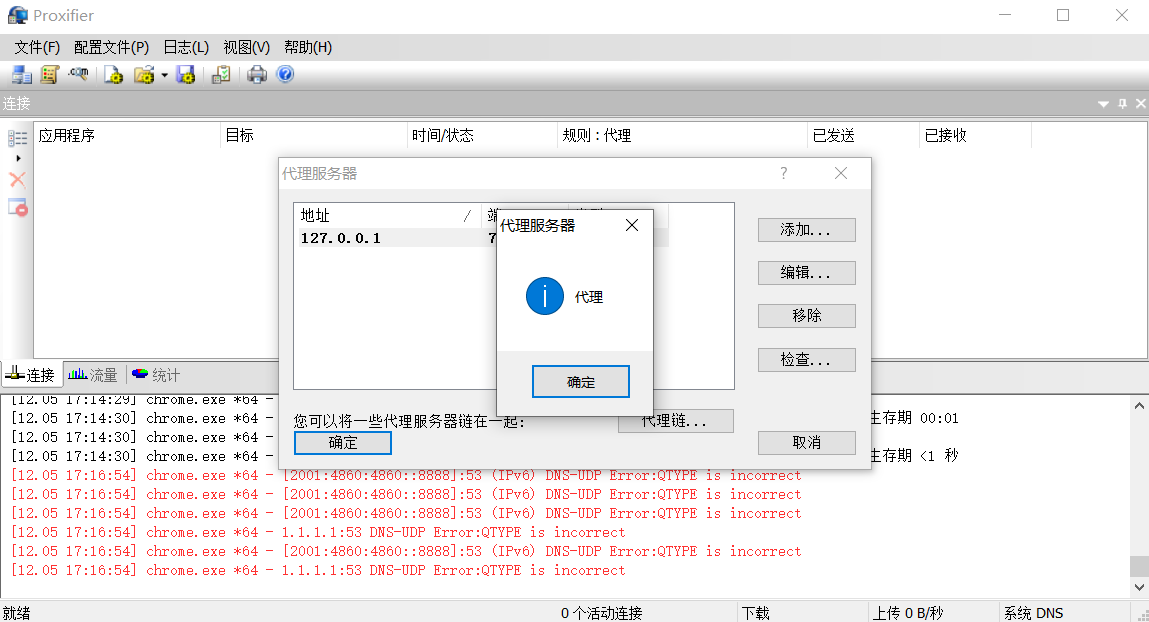 Proxifier
文件(F) 配置文件(P) 日志(L) 视图(V) 帮助(H)
连接
应用程序 目标 时间/状态 规则 : 代理 已发送 已接收
代理服务器 ?
地址 / 端
127.0.0.1 7
添加...
编辑...
移除
检查...
代理服务器
代理
确定
您可以将一些代理服务器链在一起:
代理链...
确定
取消
连接 流量 统计
[12.05 17:14:29] chrome.exe *64 -
[12.05 17:14:30] chrome.exe *64 - 生存期 00:01
[12.05 17:14:30] chrome.exe *64 -
[12.05 17:14:30] chrome.exe *64 - 生存期 <1 秒
[12.05 17:16:54] chrome.exe *64 - [2001:4860:4860::8888]:53 (IPv6) DNS-UDP Error:QTYPE is incorrect
[12.05 17:16:54] chrome.exe *64 - [2001:4860:4860::8888]:53 (IPv6) DNS-UDP Error:QTYPE is incorrect
[12.05 17:16:54] chrome.exe *64 - [2001:4860:4860::8888]:53 (IPv6) DNS-UDP Error:QTYPE is incorrect
[12.05 17:16:54] chrome.exe *64 - 1.1.1.1:53 DNS-UDP Error:QTYPE is incorrect
[12.05 17:16:54] chrome.exe *64 - [2001:4860:4860::8888]:53 (IPv6) DNS-UDP Error:QTYPE is incorrect
[12.05 17:16:54] chrome.exe *64 - 1.1.1.1:53 DNS-UDP Error:QTYPE is incorrect
就绪 0 个活动连接 下载 上传 0 B/秒 系统 DNS